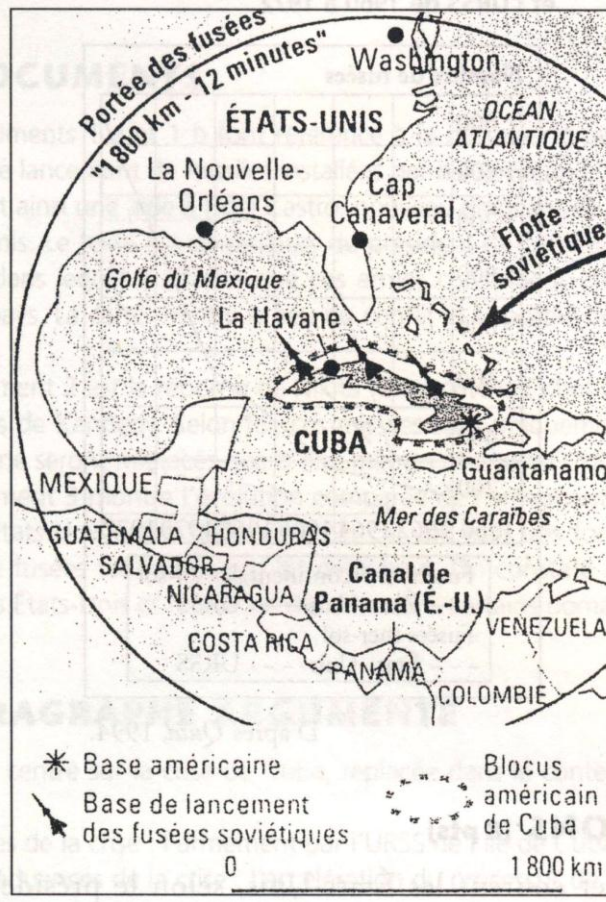 Portée des fusées
"1 800 km - 12 minutes"
Washington
ÉTATS-UNIS
OCÉAN
ATLANTIQUE
La Nouvelle-
Orléans
Cap
Canaveral
Flotte
soviétique
Golfe du Mexique
La Havane
CUBA
Guantanamo
MEXIQUE
Mer des Caraïbes
GUATEMALA
HONDURAS
SALVADOR
NICARAGUA
Canal de
Panama (É.-U.)
COSTA RICA
VENEZUELA
PANAMA
COLOMBIE
Base américaine
Base de lancement
des fusées soviétiques
Blocus
américain
de Cuba
0 1 800 km